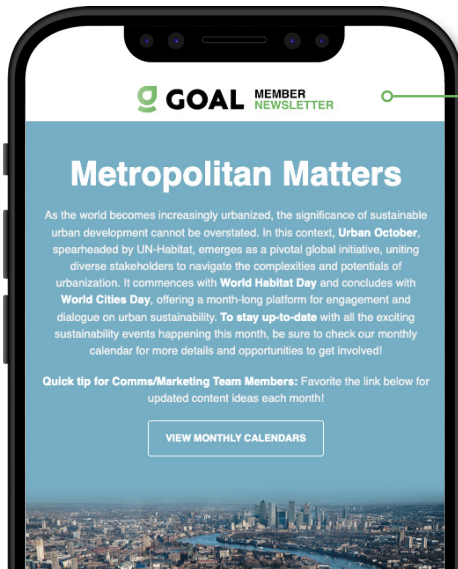 GOAL MEMBER
NEWSLETTER
Metropolitan Matters
As the world becomes increasingly urbanized, the significance of sustainable
urban development cannot be overstated. In this context, Urban October,
spearheaded by UN-Habitat, emerges as a pivotal global initiative, uniting
diverse stakeholders to navigate the complexities and potentials of
urbanization. It commences with World Habitat Day and concludes with
World Cities Day, offering a month-long platform for engagement and
dialogue on urban sustainability. To stay up-to-date with all the exciting
sustainability events happening this month, be sure to check our monthly
calendar for more details and opportunities to get involved!
Quick tip for Comms/Marketing Team Members: Favorite the link below for
updated content ideas each month!
VIEW MONTHLY CALENDARS